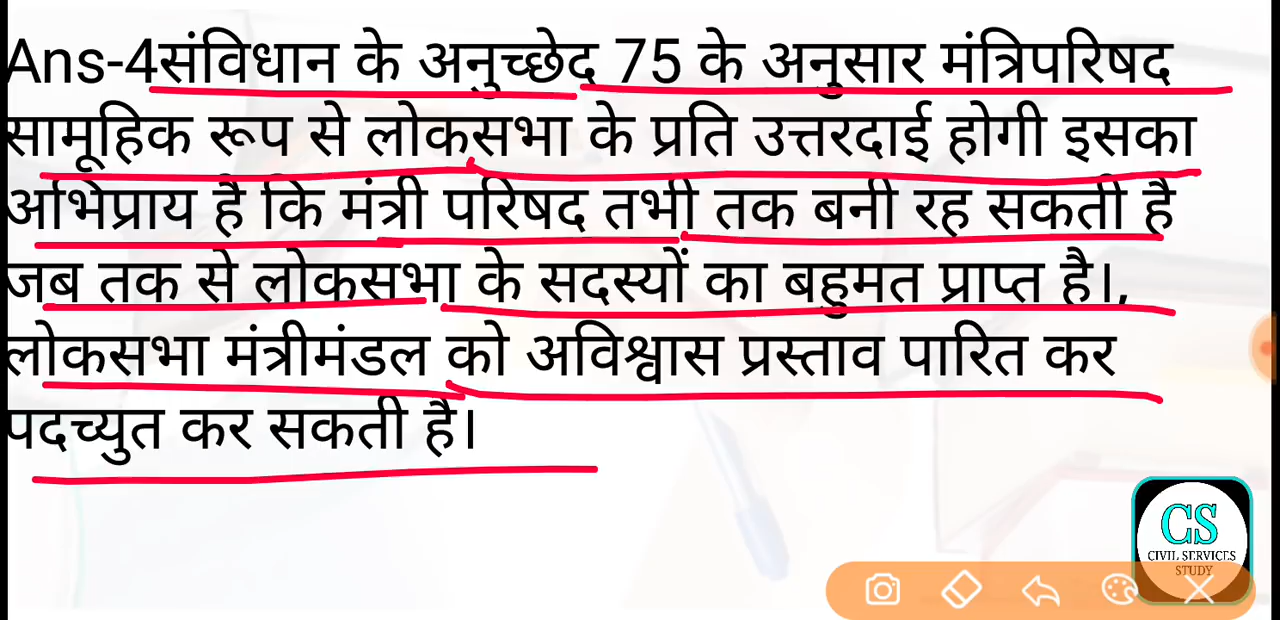 Ans-4संविधान के अनुच्छेद 75 के अनुसार मंत्रिपरिषद
सामूहिक रूप से लोकसभा के प्रति उत्तरदाई होगी इसका
अभिप्राय है कि मंत्री परिषद तभी तक बनी रह सकती है
जब तक से लोकसभा के सदस्यों का बहुमत प्राप्त है।,
लोकसभा मंत्रीमंडल को अविश्वास प्रस्ताव पारित कर
पदच्युत कर सकती है।
CS
CIVIL SERVICES
STUDY